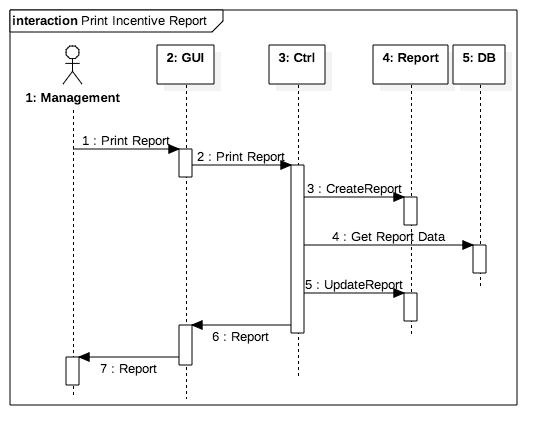 interaction Print Incentive Report
2: GUI
3: Ctrl
4: Report
5: DB
1: Management
1 : Print Report
2 : Print Report
3 : CreateReport
4 : Get Report Data
5 : UpdateReport
6 : Report
7 : Report